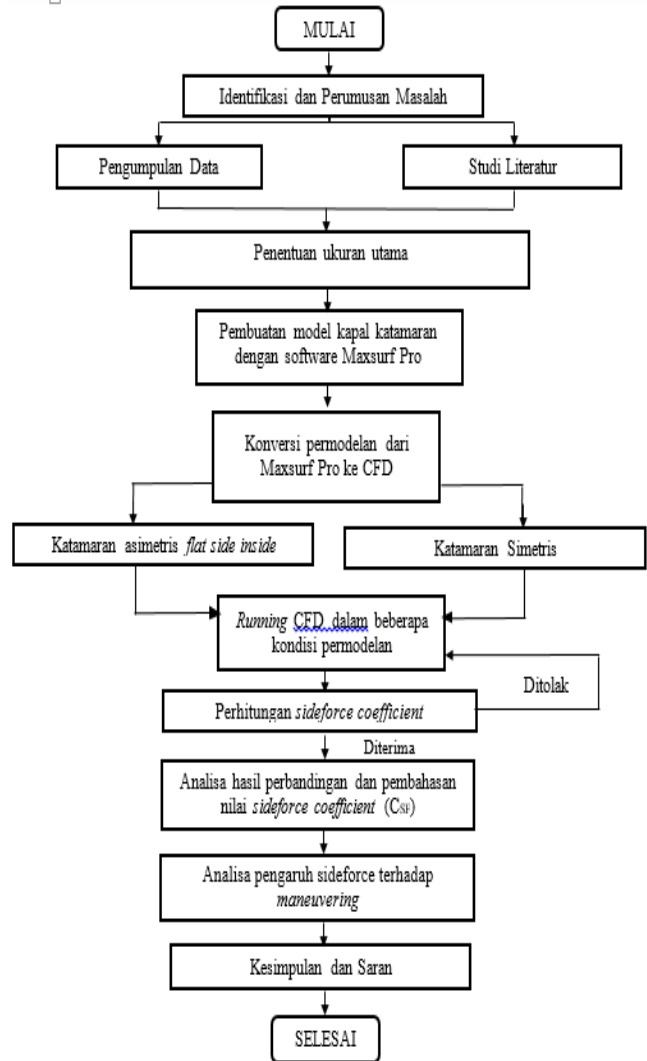 MULAI
Identifikasi dan Perumusan Masalah
Pengumpulan Data
Studi Literatur
Penentuan ukuran utama
Pembuatan model kapal katamaran
dengan software Maxsurf Pro
Konversi permodelan dari
Maxsurf Pro ke CFD
Katamaran asimetris flat side inside
Katamaran Simetris
Running CFD dalam beberapa
kondisi permodelan
Ditolak
Perhitungan sideforce coefficient
Diterima
Analisa hasil perbandingan dan pembahasan
nilai sideforce coefficient (CSF)
Analisa pengaruh sideforce terhadap
maneuvering
Kesimpulan dan Saran
SELESAI